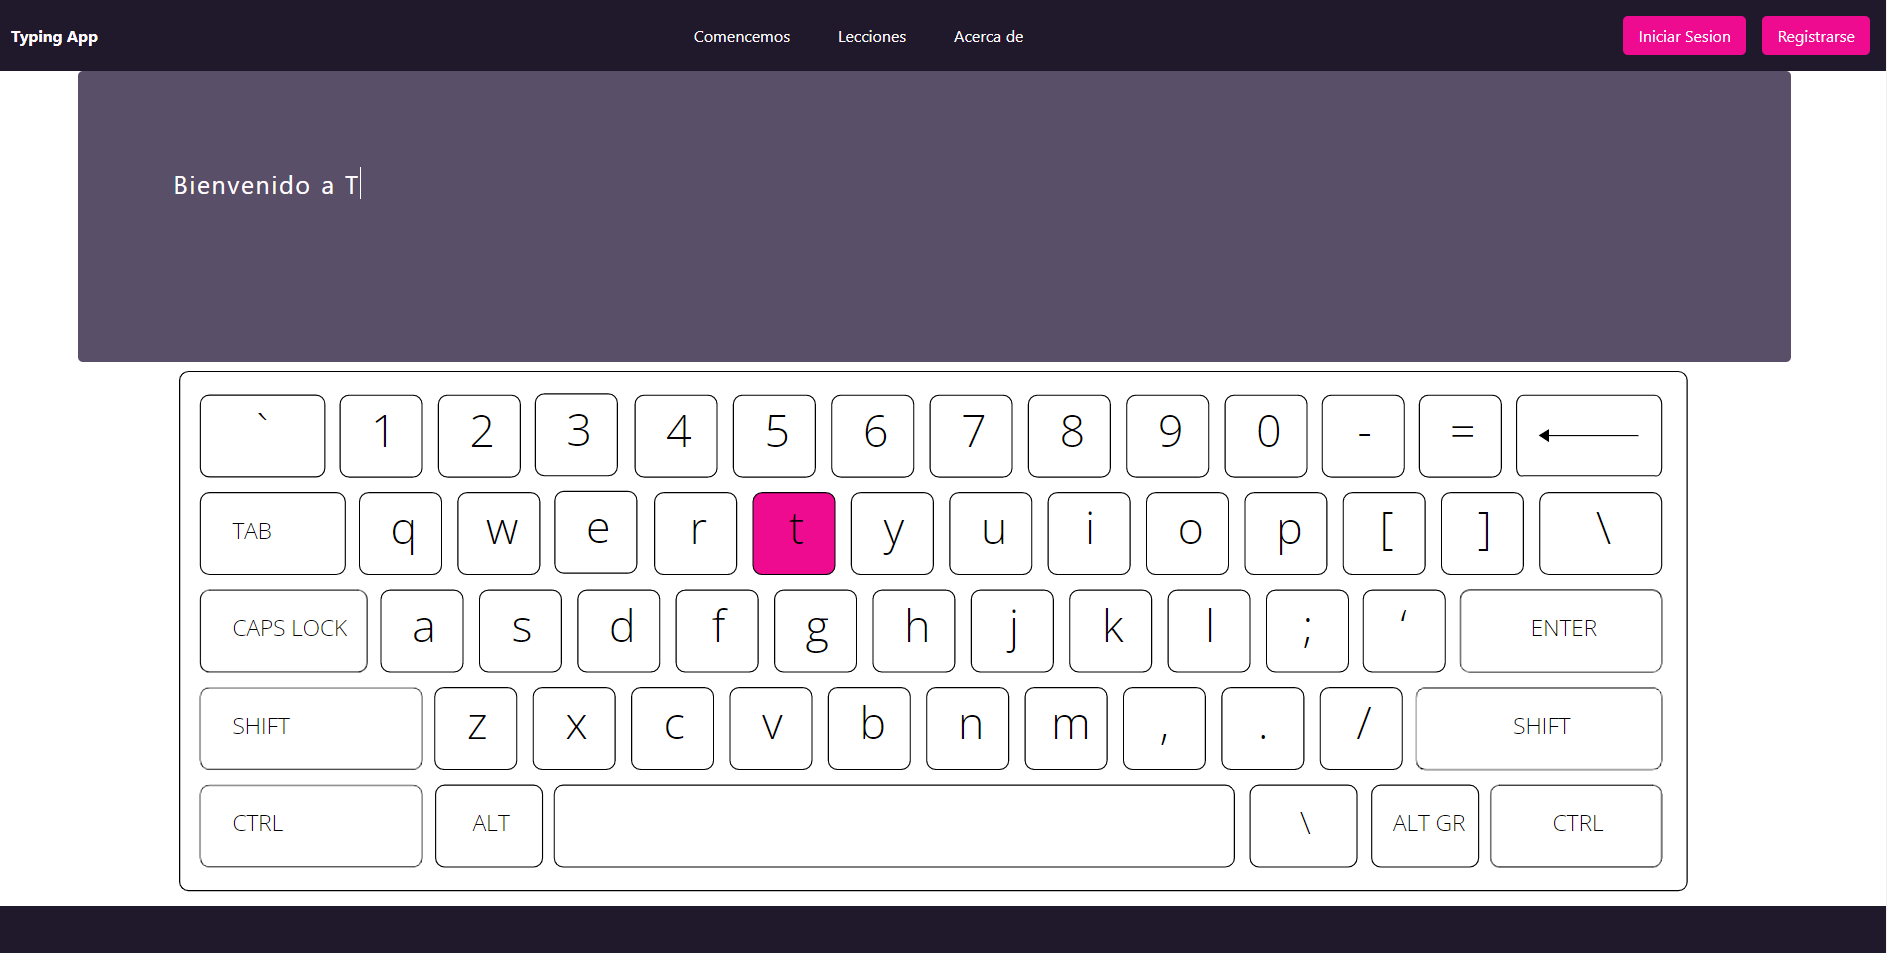 Typing App Comencemos Lecciones Acerca de Iniciar Sesion Registrarse
Bienvenido a T
` 1 2 3 4 5 6 7 8 9 0 - =
TAB q w e r t y u i o p [ ] \
CAPS LOCK a s d f g h j k l ; ‘ ENTER
SHIFT z x c v b n m , . / SHIFT
CTRL ALT \ ALT GR CTRL